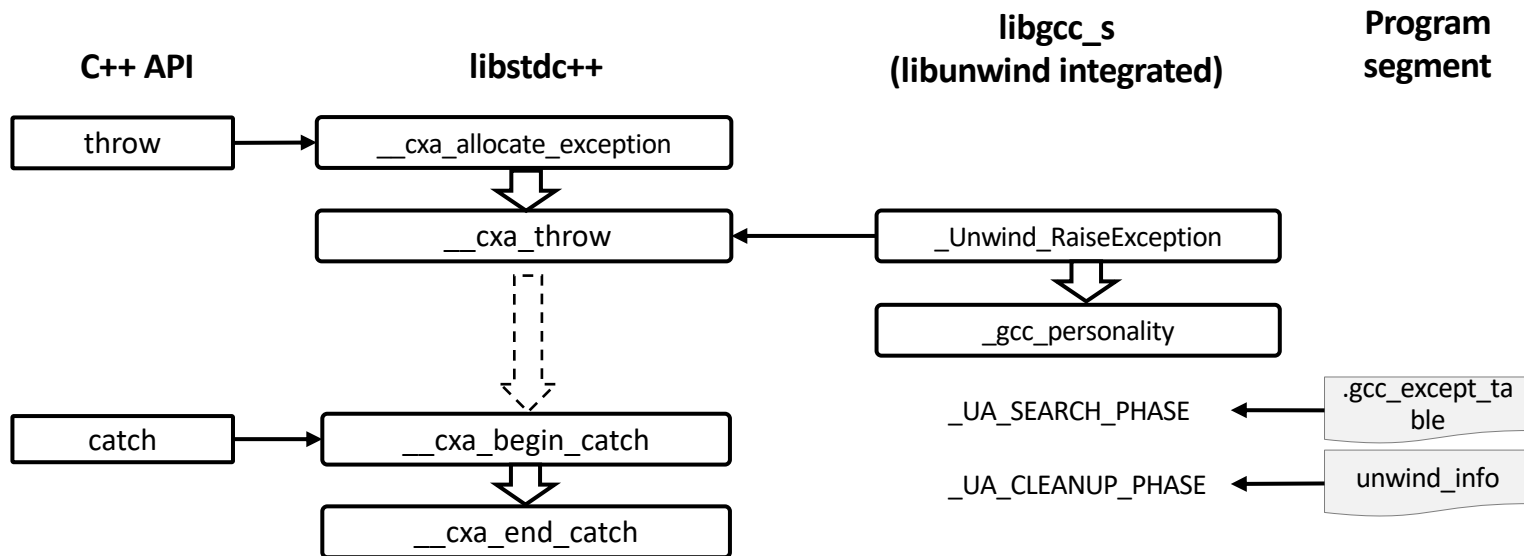 C++ API
libstdc++
libgcc_s
(libunwind integrated)
Program
segment
throw
__cxa_allocate_exception
__cxa_throw
_Unwind_RaiseException
_gcc_personality
_UA_SEARCH_PHASE
.gcc_except_ta
ble
catch
__cxa_begin_catch
_UA_CLEANUP_PHASE
unwind_info
__cxa_end_catch